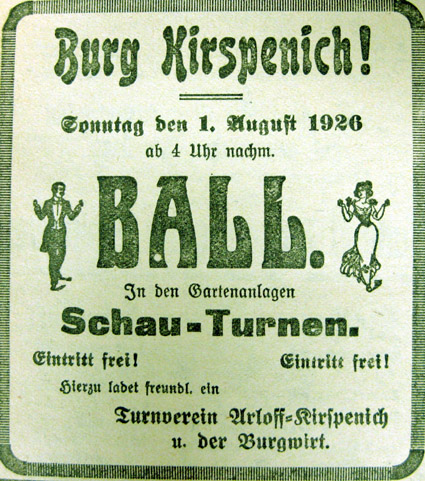 Burg Kirspenich!
Sonntag den 1. August 1926
ab 4 Uhr nachm.
BALL.
In den Gartenanlagen
Schau-Turnen.
Eintritt frei! Eintritt frei!
Hierzu ladet freundl. ein
Turnverein Arloff-Kirspenich
u. der Burgwirt.